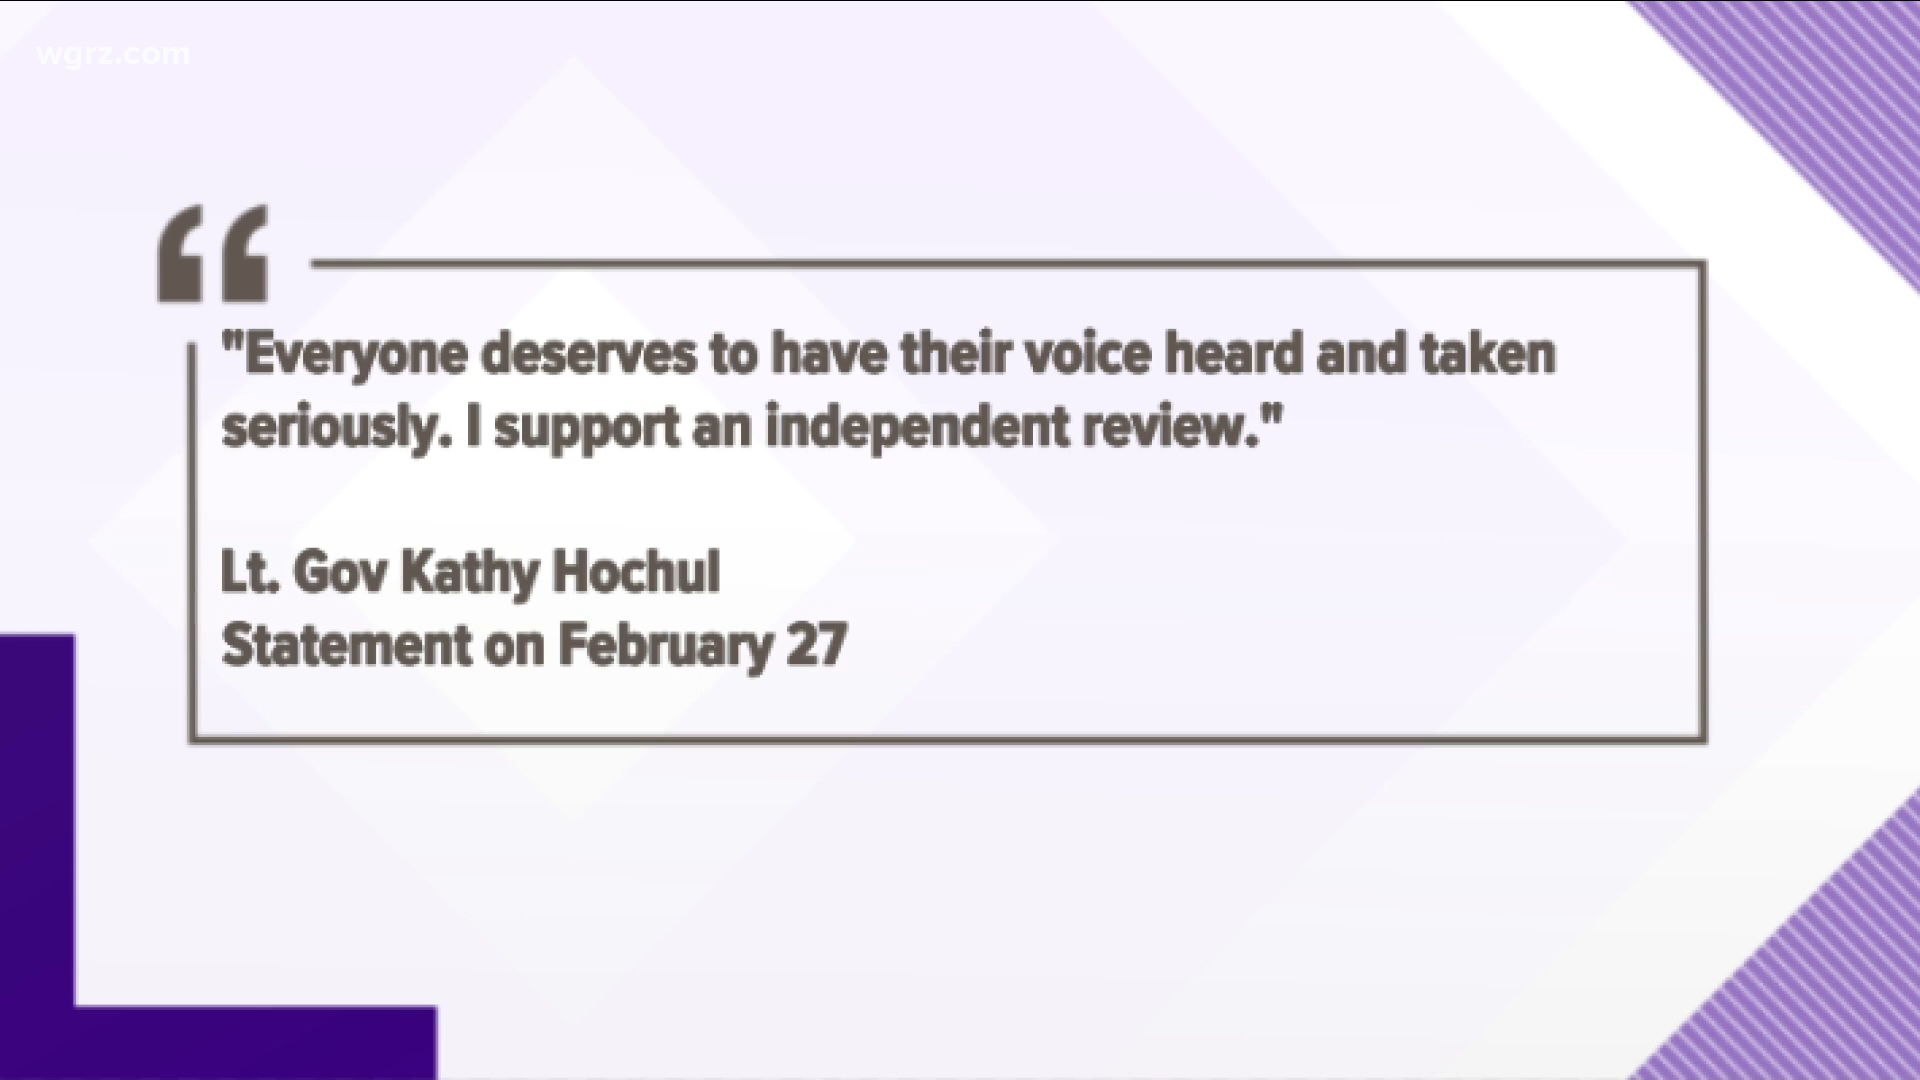 wgrz.com
"Everyone deserves to have their voice heard and taken
seriously. I support an independent review."
Lt. Gov Kathy Hochul
Statement on February 27